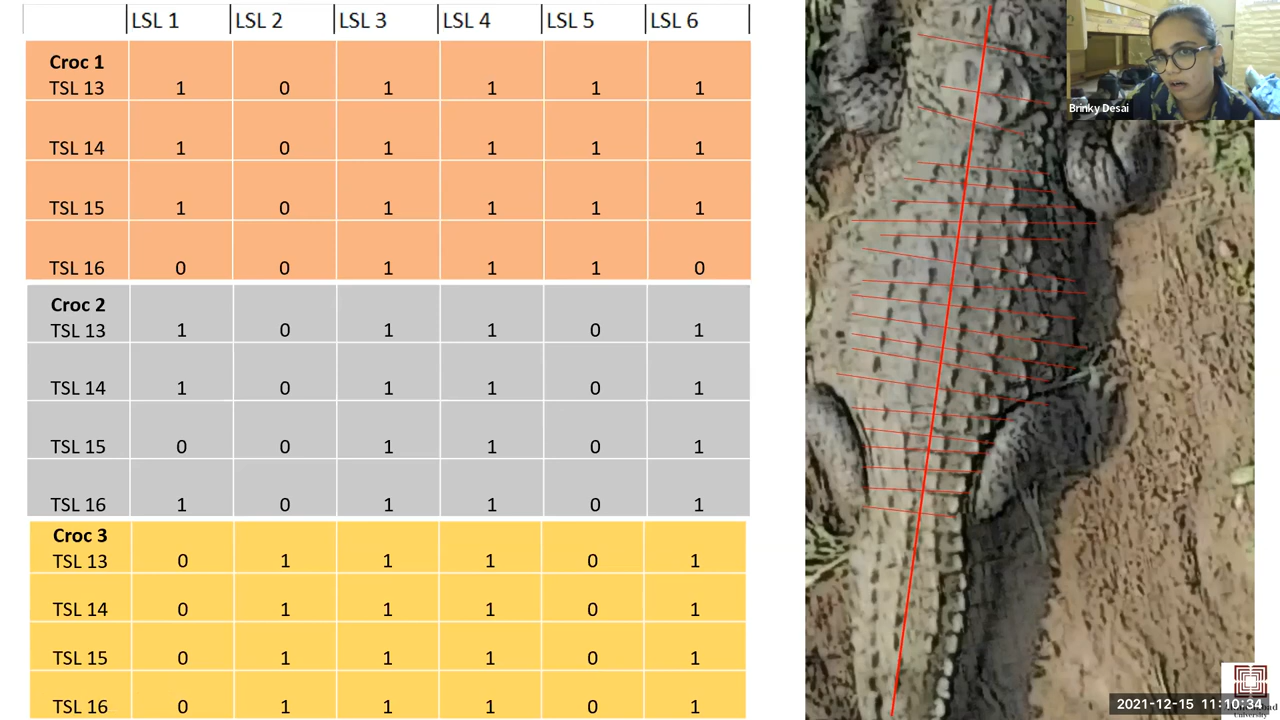 LSL 1 LSL 2 LSL 3 LSL 4 LSL 5 LSL 6
Croc 1
TSL 13 1 0 1 1 1 1
TSL 14 1 0 1 1 1 1
TSL 15 1 0 1 1 1 1
TSL 16 0 0 1 1 1 0
Croc 2
TSL 13 1 0 1 1 0 1
TSL 14 1 0 1 1 0 1
TSL 15 0 0 1 1 0 1
TSL 16 1 0 1 1 0 1
Croc 3
TSL 13 0 1 1 1 0 1
TSL 14 0 1 1 1 0 1
TSL 15 0 1 1 1 0 1
TSL 16 0 1 1 1 0 1
Brinky Desai
2021-12-15 11:10:34
University